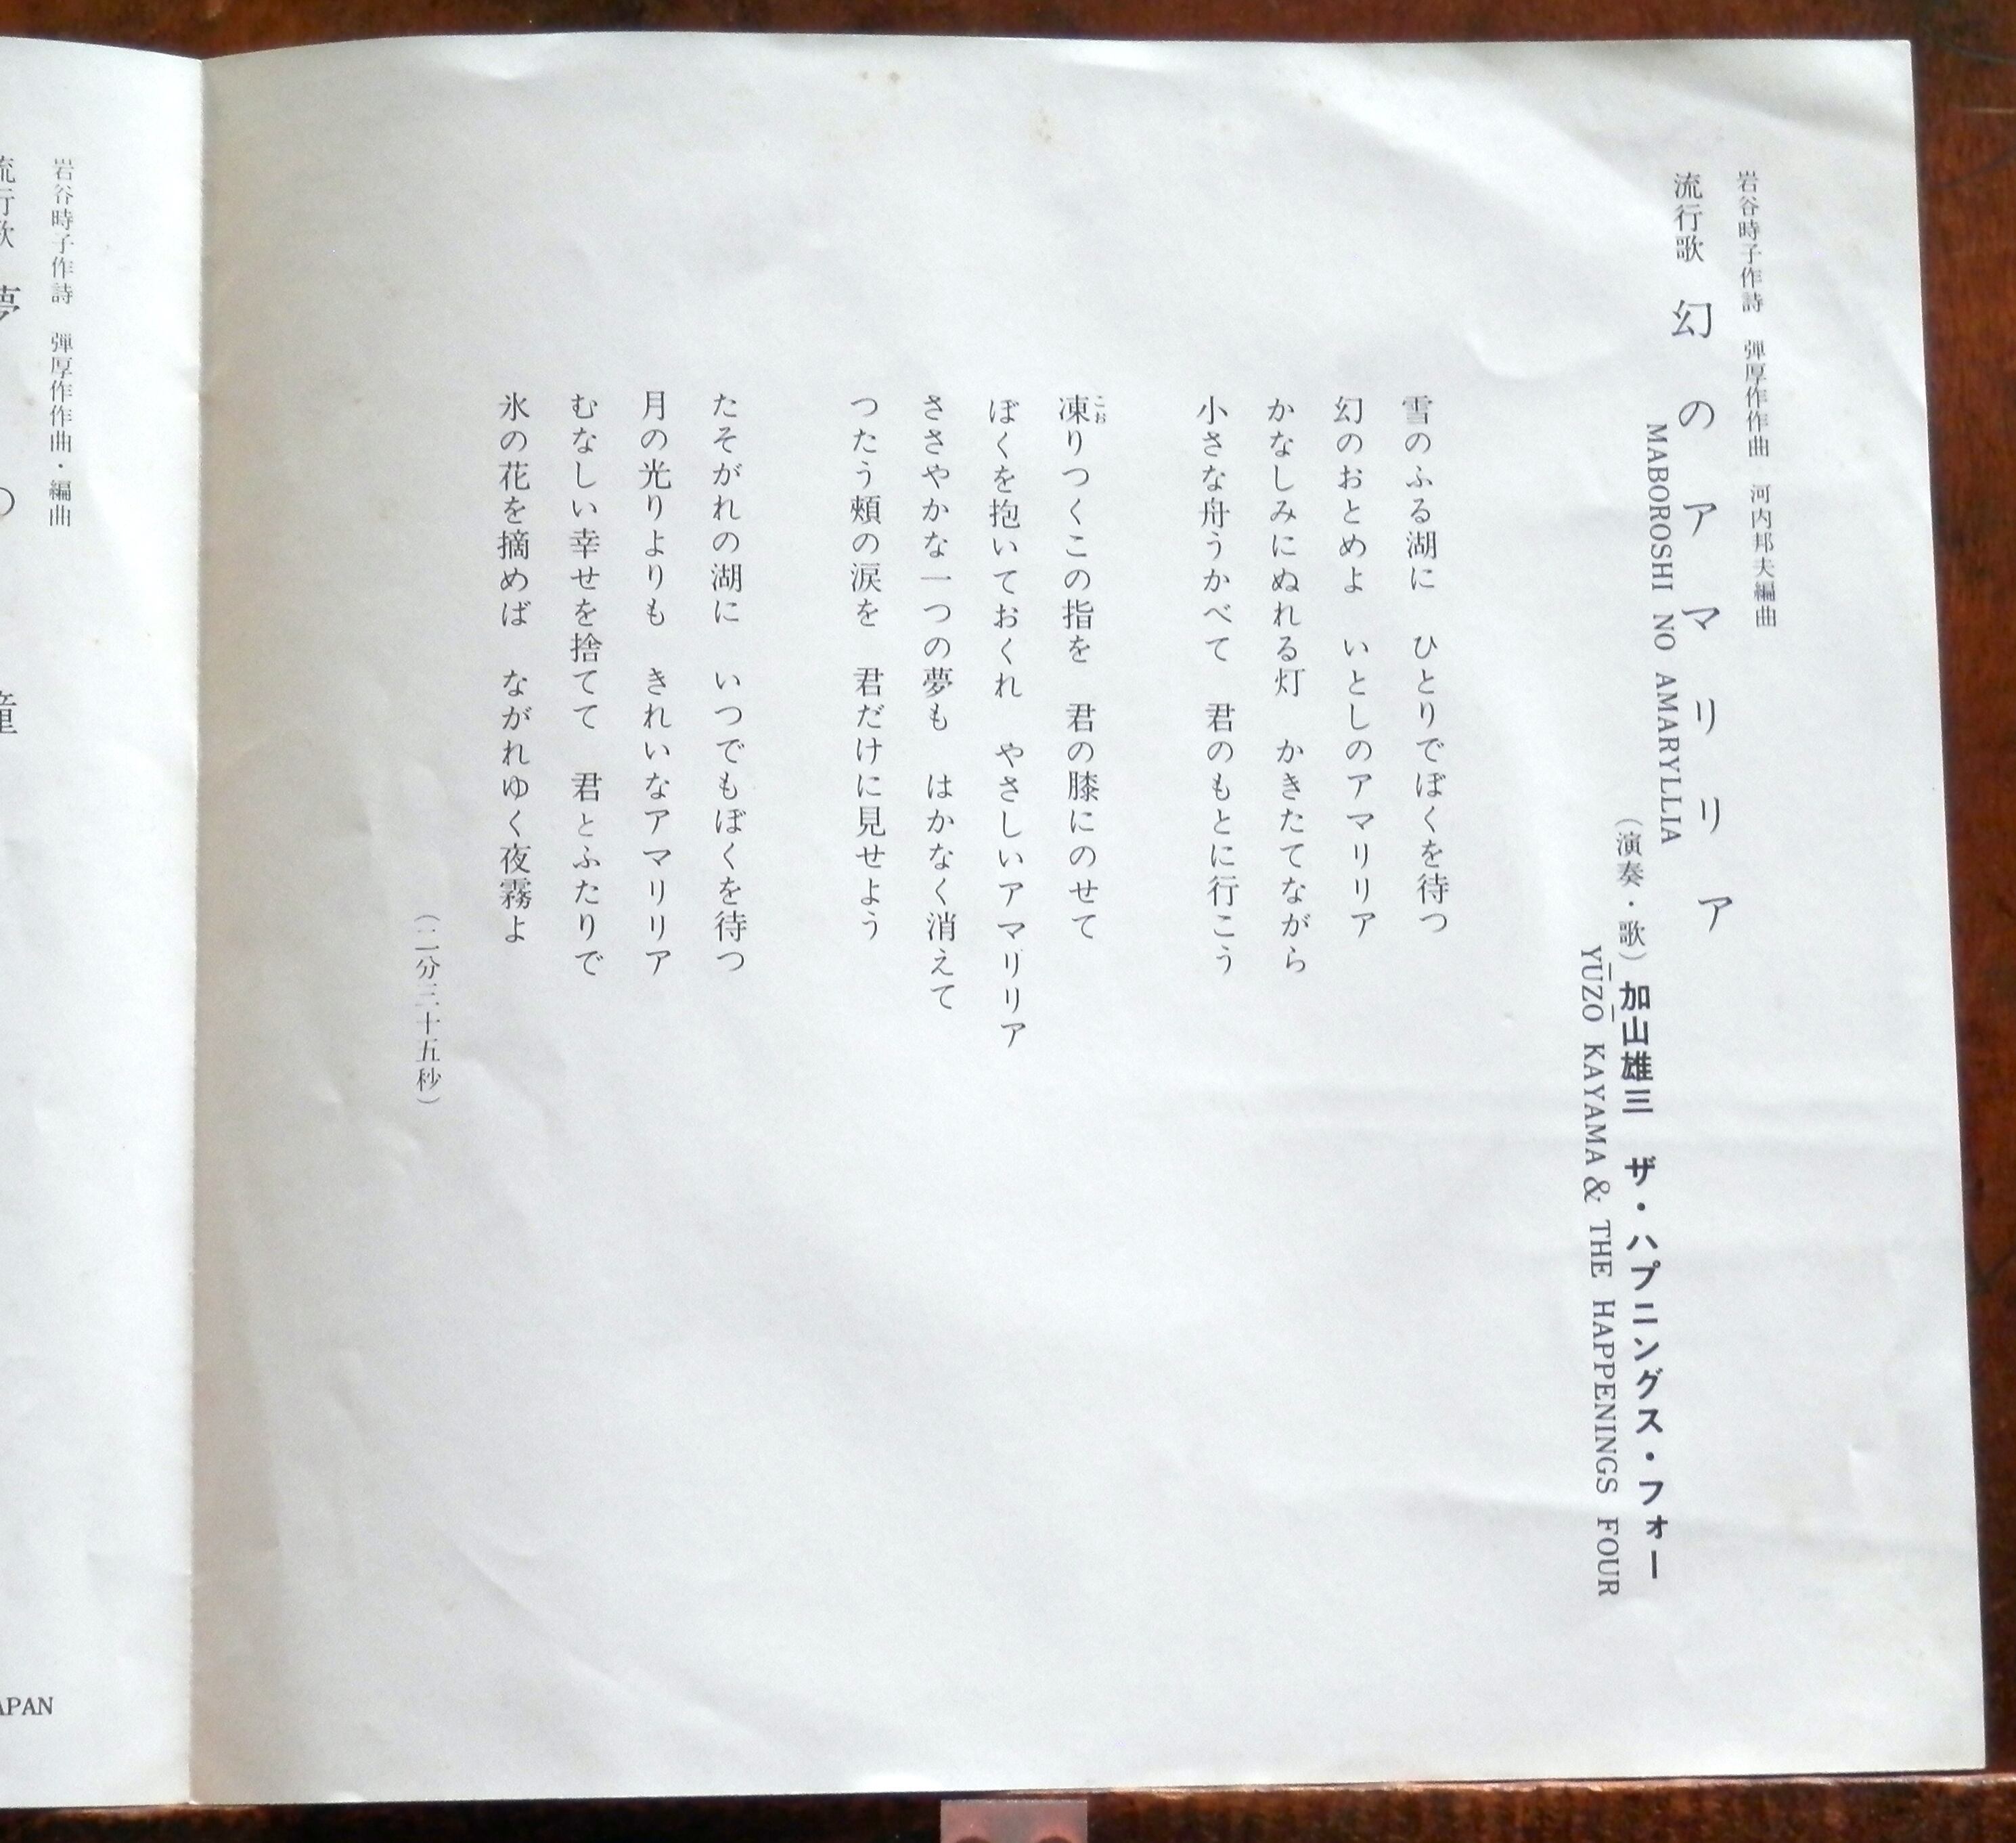 岩谷時子作詩　弾厚作作曲　河内邦夫編曲
流行歌　幻のアマリリア
MABOROSHI NO AMARYLLIA
（演奏・歌）加山雄三　ザ・ハプニングス・フォー
YŪZŌ KAYAMA & THE HAPPENINGS FOUR
雪のふる湖に　ひとりでぼくを待つ
幻のおとめよ　いとしのアマリリア
かなしみにぬれる灯　かきたてながら
小さな舟うかべて　君のもとに行こう
凍りつくこの指を　君の膝にのせて
こお
ぼくを抱いておくれ　やさしいアマリリア
ささやかな一つの夢も　はかなく消えて
つたう頬の涙を　君だけに見せよう
たそがれの湖に　いつでもぼくを待つ
月の光りよりも　きれいなアマリリア
むなしい幸せを捨てて　君とふたりで
氷の花を摘めば　ながれゆく夜霧よ
（二分三十五秒）
岩谷時子作詩　弾厚作作曲・編曲
流行歌　夢の　童
APAN